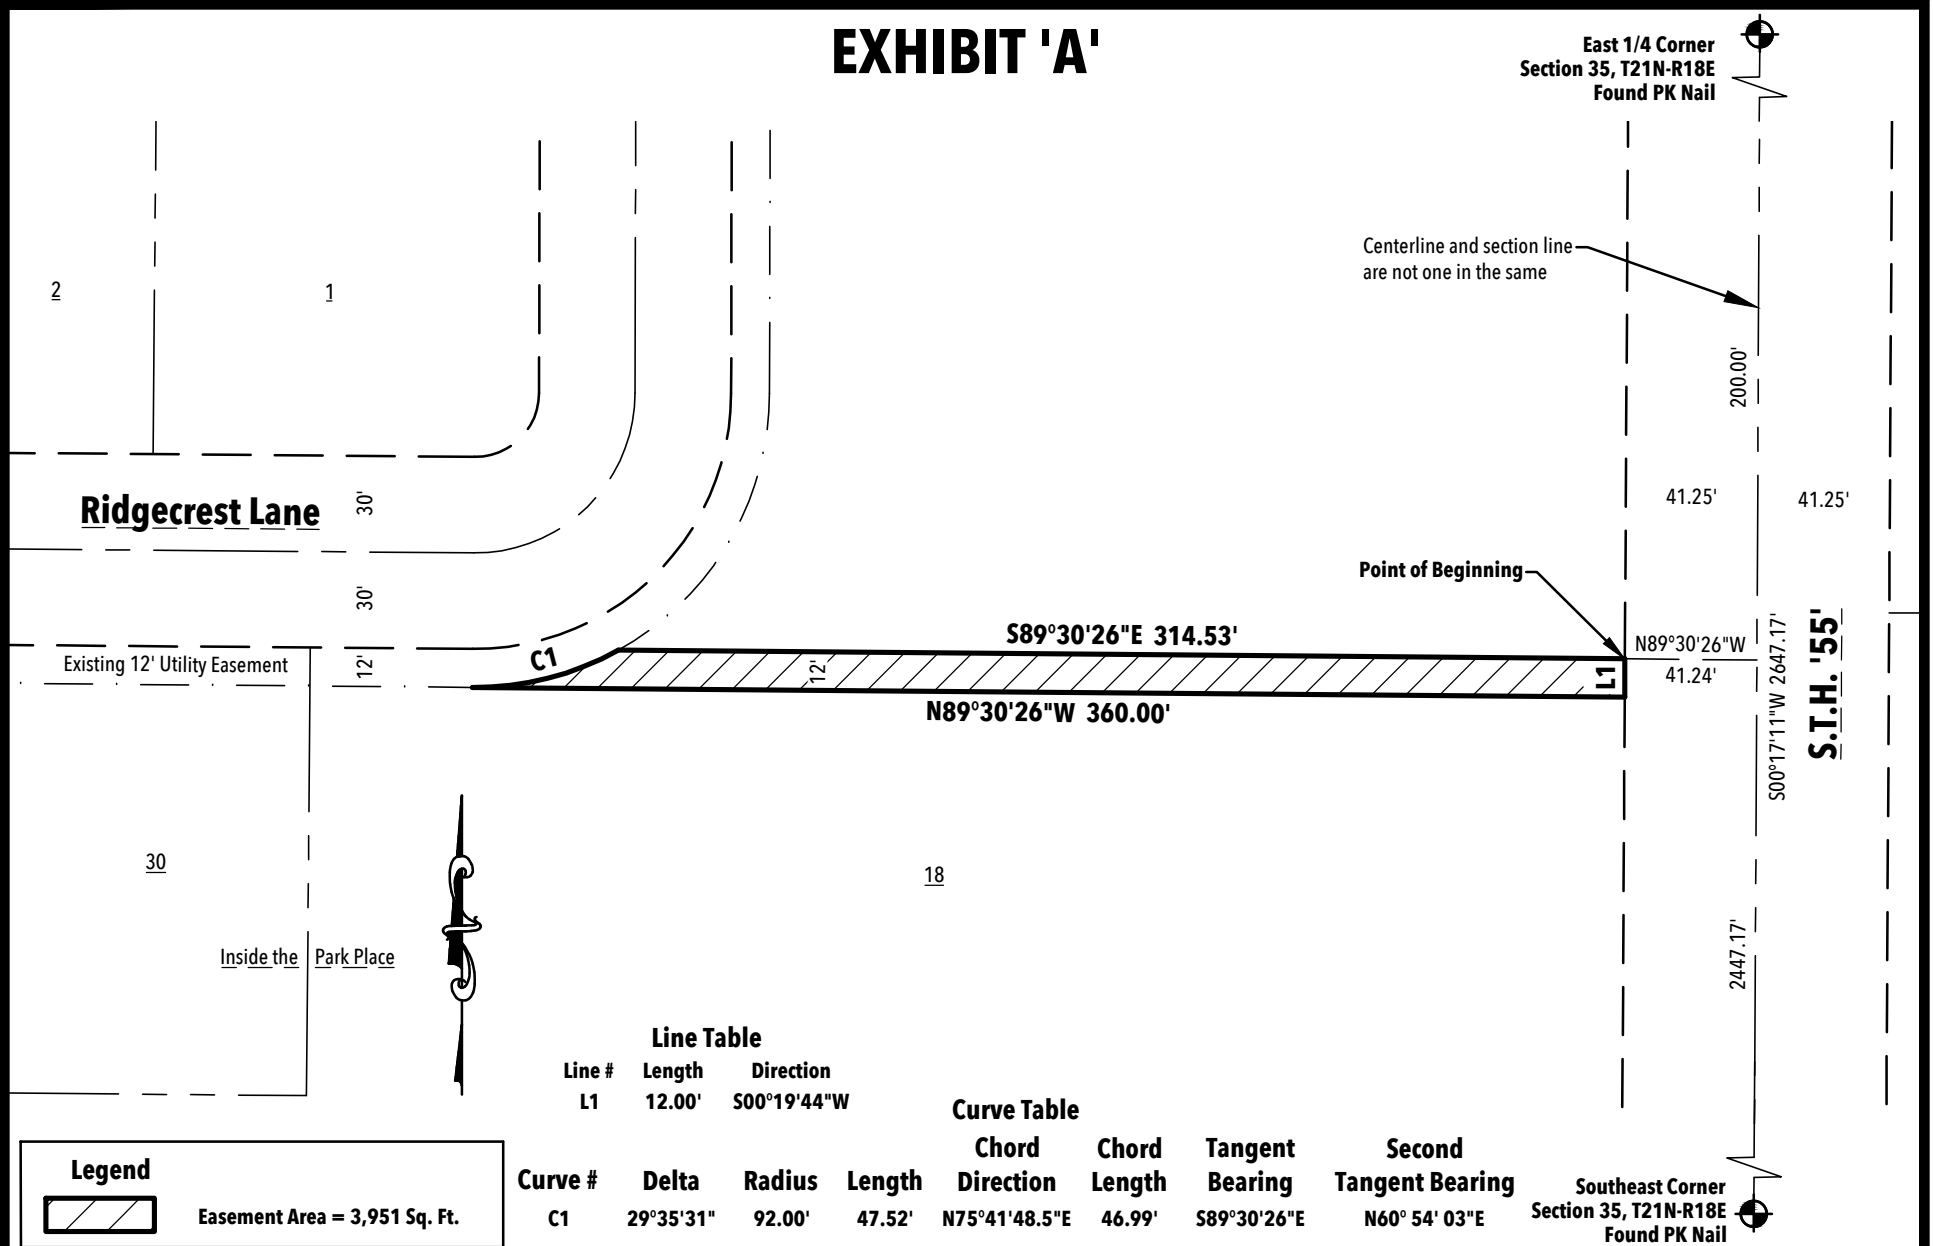 EXHIBIT 'A'
East 1/4 Corner
Section 35, T21N-R18E
Found PK Nail
Centerline and section line
are not one in the same
2
1
200.00'
41.25'
41.25'
Ridgecrest Lane
30'
30'
Point of Beginning
S89°30'26"E 314.53'
N89°30'26"W
41.24'
S00°17'11"W 2647.17'
S.T.H. '55'
Existing 12' Utility Easement
12'
C1
12'
L1
N89°30'26"W 360.00'
30
18
Inside the Park Place
2447.17'
Line Table
Line # Length Direction
L1 12.00' S00°19'44"W
Curve Table
Curve # Delta Radius Length Chord Direction Chord Length Tangent Bearing Second Tangent Bearing
C1 29°35'31" 92.00' 47.52' N75°41'48.5"E 46.99' S89°30'26"E N60° 54' 03"E
Legend
Easement Area = 3,951 Sq. Ft.
Southeast Corner
Section 35, T21N-R18E
Found PK Nail